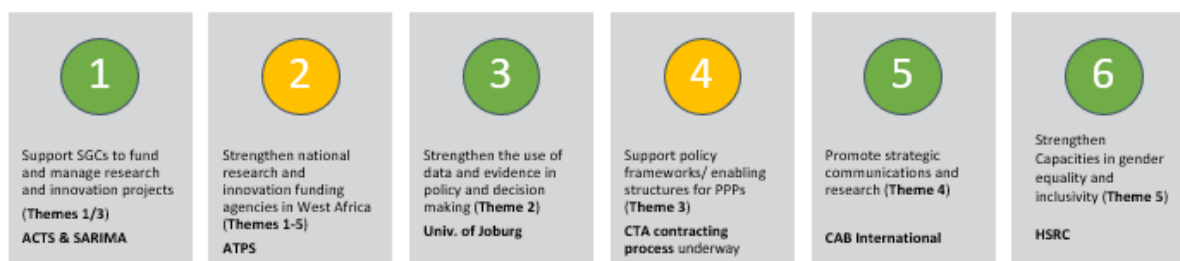 1
Support SGCs to fund
and manage research
and innovation projects
(Themes 1/3)
ACTS & SARIMA
2
Strengthen national
research and
innovation funding
agencies in West Africa
(Themes 1-5)
ATPS
3
Strengthen the use of
data and evidence in
policy and decision
making (Theme 2)
Univ. of Joburg
4
Support policy
frameworks/ enabling
structures for PPPs
(Theme 3)
CTA contracting
process underway
5
Promote strategic
communications and
research (Theme 4)
CAB International
6
Strengthen
Capacities in gender
equality and
inclusivity (Theme 5)
HSRC